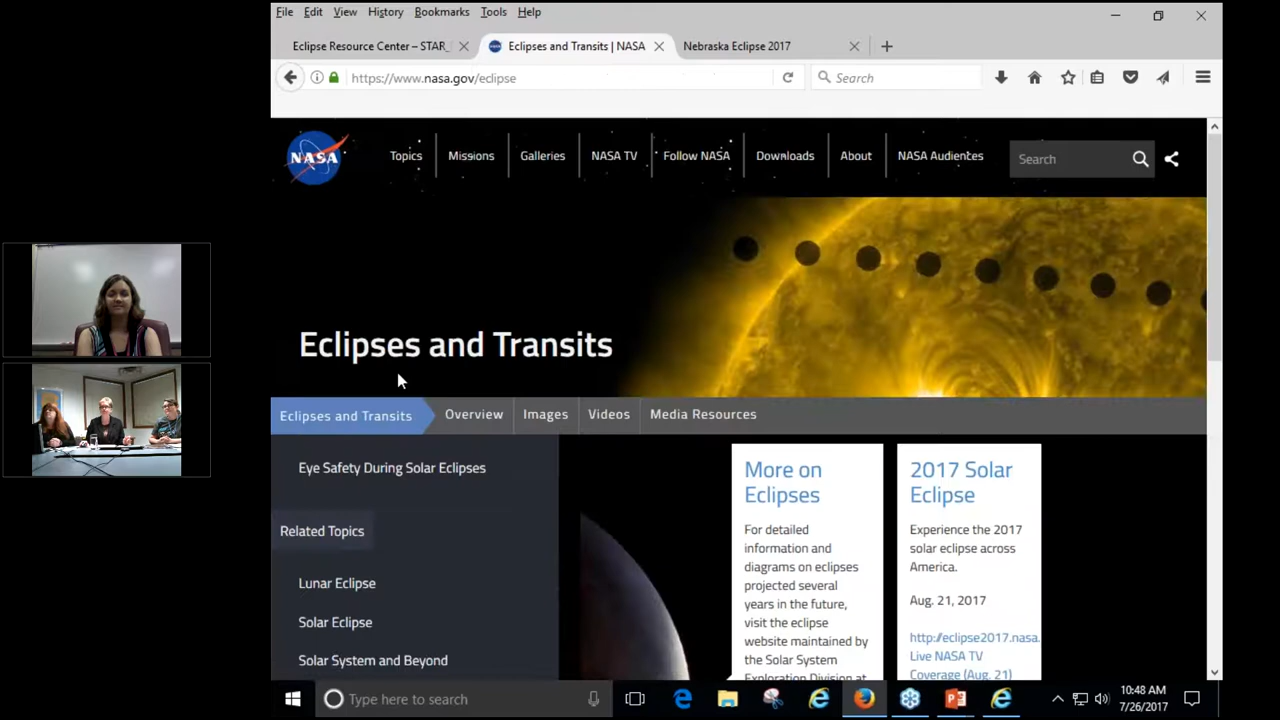 File Edit View History Bookmarks Tools Help
Eclipse Resource Center – STAR_ Eclipses and Transits | NASA Nebraska Eclipse 2017
https://www.nasa.gov/eclipse Search
NASA Topics Missions Galleries NASA TV Follow NASA Downloads About NASA Audiences Search
Eclipses and Transits
Eclipses and Transits Overview Images Videos Media Resources
Eye Safety During Solar Eclipses
Related Topics
Lunar Eclipse
Solar Eclipse
Solar System and Beyond
More on
Eclipses
For detailed
information and
diagrams on eclipses
projected several
years in the future,
visit the eclipse
website maintained by
the Solar System
Exploration Division at
2017 Solar
Eclipse
Experience the 2017
solar eclipse across
America.
Aug. 21, 2017
http://eclipse2017.nasa.
Live NASA TV
Coverage (Aug. 21)
Type here to search
10:48 AM
7/26/2017